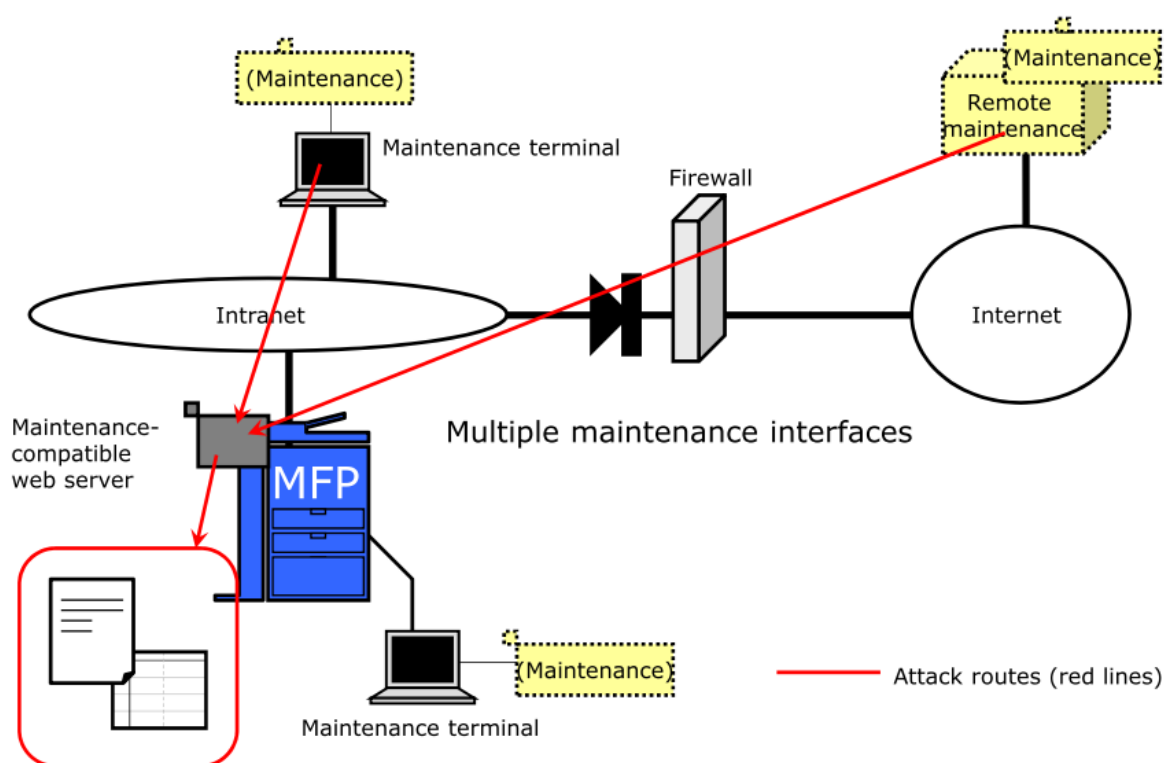 (Maintenance)
(Maintenance)
Remote
maintenance
Maintenance terminal
Firewall
Intranet
Internet
Maintenance-
compatible
web server
Multiple maintenance interfaces
MFP
(Maintenance)
Attack routes (red lines)
Maintenance terminal